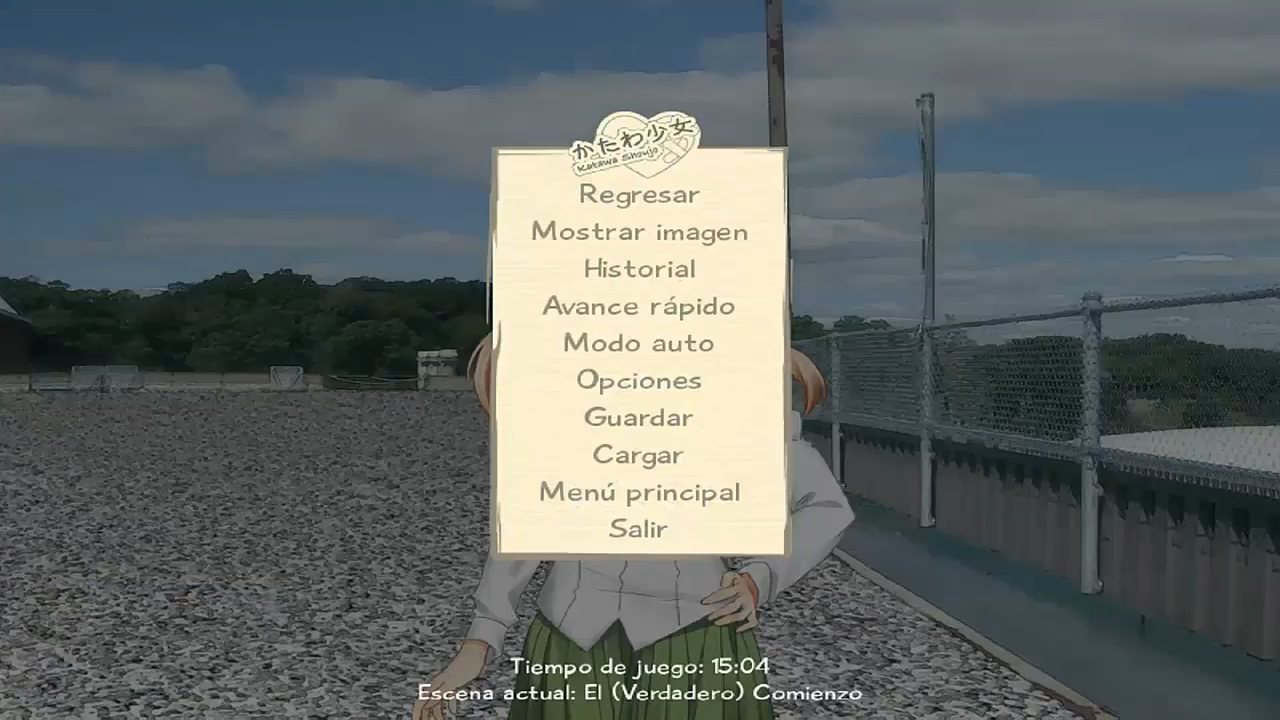 かたわ少女
Katawa Shoujo
Regresar
Mostrar imagen
Historial
Avance rápido
Modo auto
Opciones
Guardar
Cargar
Menú principal
Salir
Tiempo de juego: 15:04
Escena actual: El (Verdadero) Comienzo